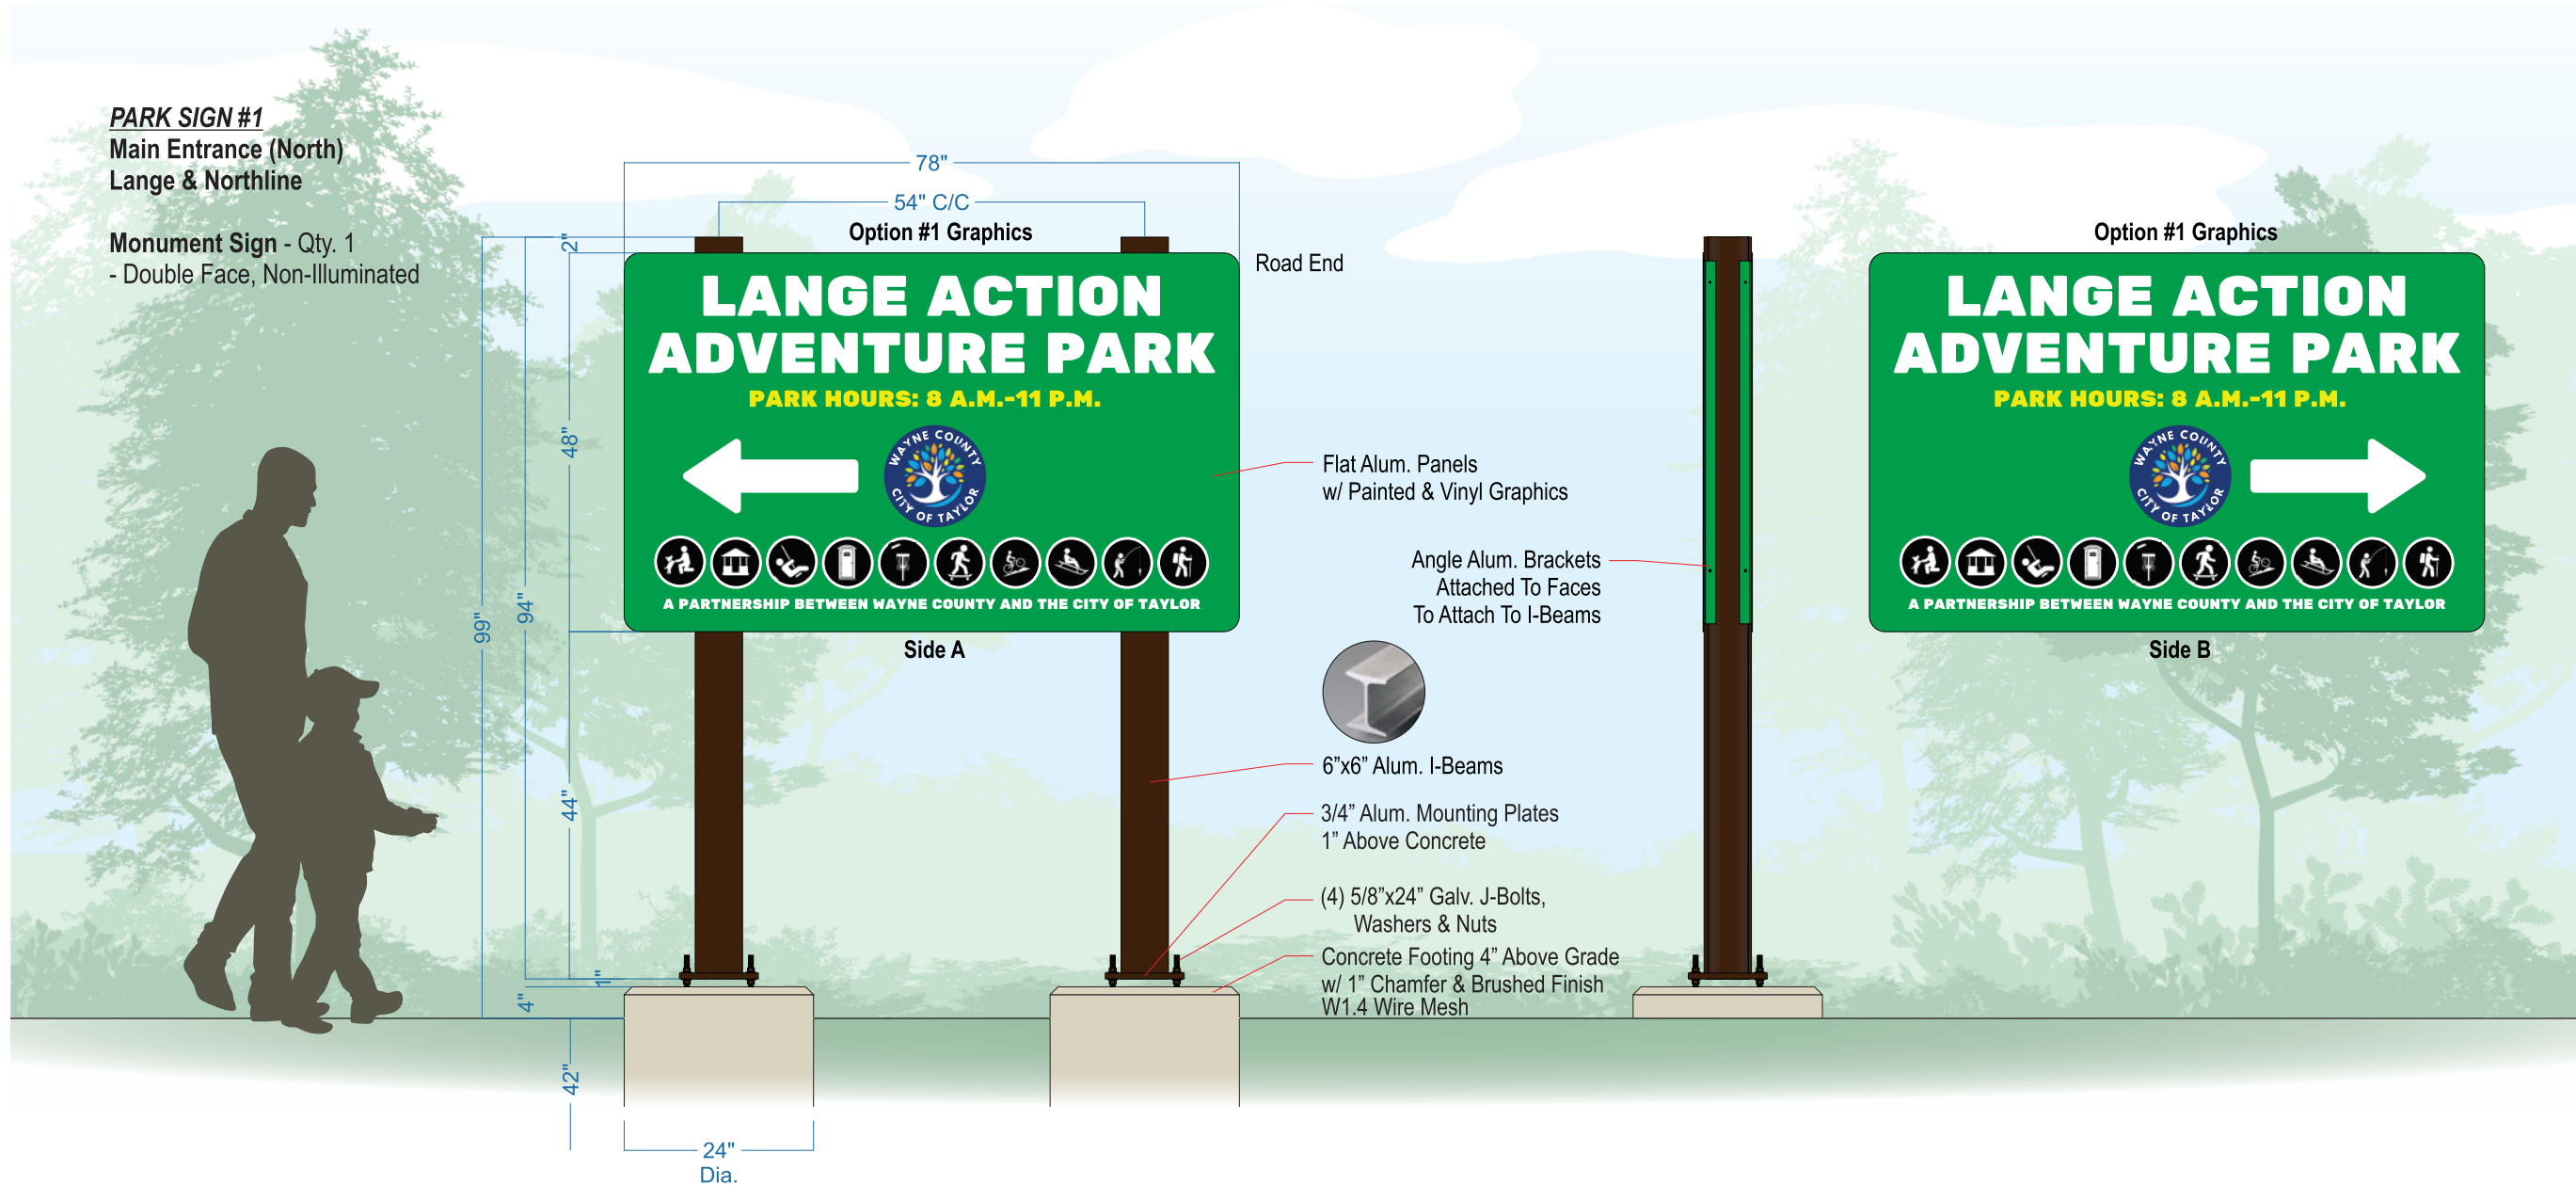 PARK SIGN #1
Main Entrance (North)
Lange & Northline
Monument Sign - Qty. 1
- Double Face, Non-Illuminated
78"
54" C/C
Option #1 Graphics
Road End
2"
48"
99"
94"
44"
1"
4"
42"
24"
Dia.
LANGE ACTION
ADVENTURE PARK
PARK HOURS: 8 A.M.-11 P.M.
WAYNE COUNTY
CITY OF TAYLOR
A PARTNERSHIP BETWEEN WAYNE COUNTY AND THE CITY OF TAYLOR
Side A
Flat Alum. Panels
w/ Painted & Vinyl Graphics
Angle Alum. Brackets
Attached To Faces
To Attach To I-Beams
6”x6” Alum. I-Beams
3/4” Alum. Mounting Plates
1” Above Concrete
(4) 5/8”x24” Galv. J-Bolts,
Washers & Nuts
Concrete Footing 4” Above Grade
w/ 1” Chamfer & Brushed Finish
W1.4 Wire Mesh
Option #1 Graphics
LANGE ACTION
ADVENTURE PARK
PARK HOURS: 8 A.M.-11 P.M.
WAYNE COUNTY
CITY OF TAYLOR
A PARTNERSHIP BETWEEN WAYNE COUNTY AND THE CITY OF TAYLOR
Side B